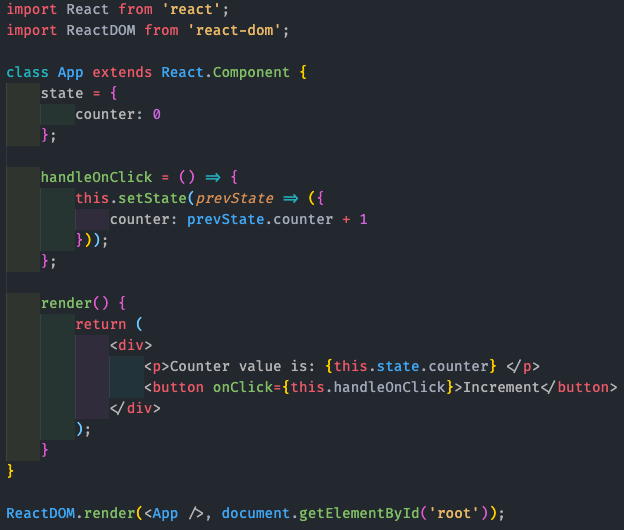 import React from 'react';
import ReactDOM from 'react-dom';

class App extends React.Component {
    state = {
        counter: 0
    };

    handleOnClick = () => {
        this.setState(prevState => ({
            counter: prevState.counter + 1
        }));
    };

    render() {
        return (
            <div>
                <p>Counter value is: {this.state.counter} </p>
                <button onClick={this.handleOnClick}>Increment</button>
            </div>
        );
    }
}

ReactDOM.render(<App />, document.getElementById('root'));